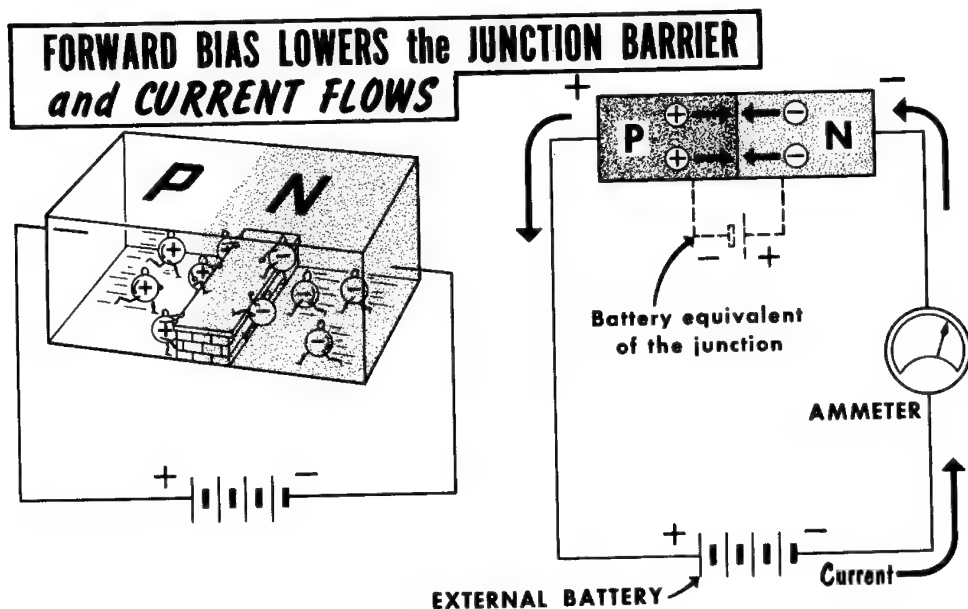 FORWARD BIAS LOWERS the JUNCTION BARRIER
and CURRENT FLOWS
P N
+ -
+ -
P N
+ -
+ -
- +
Battery equivalent
of the junction
AMMETER
+ -
EXTERNAL BATTERY
Current